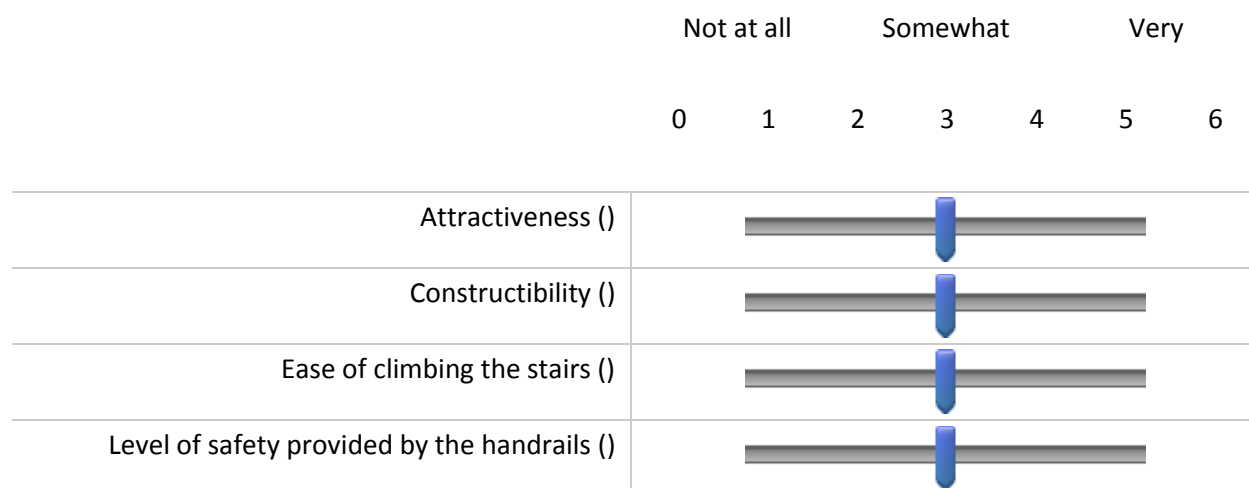 Not at all Somewhat Very
0 1 2 3 4 5 6
Attractiveness ()
Constructibility ()
Ease of climbing the stairs ()
Level of safety provided by the handrails ()